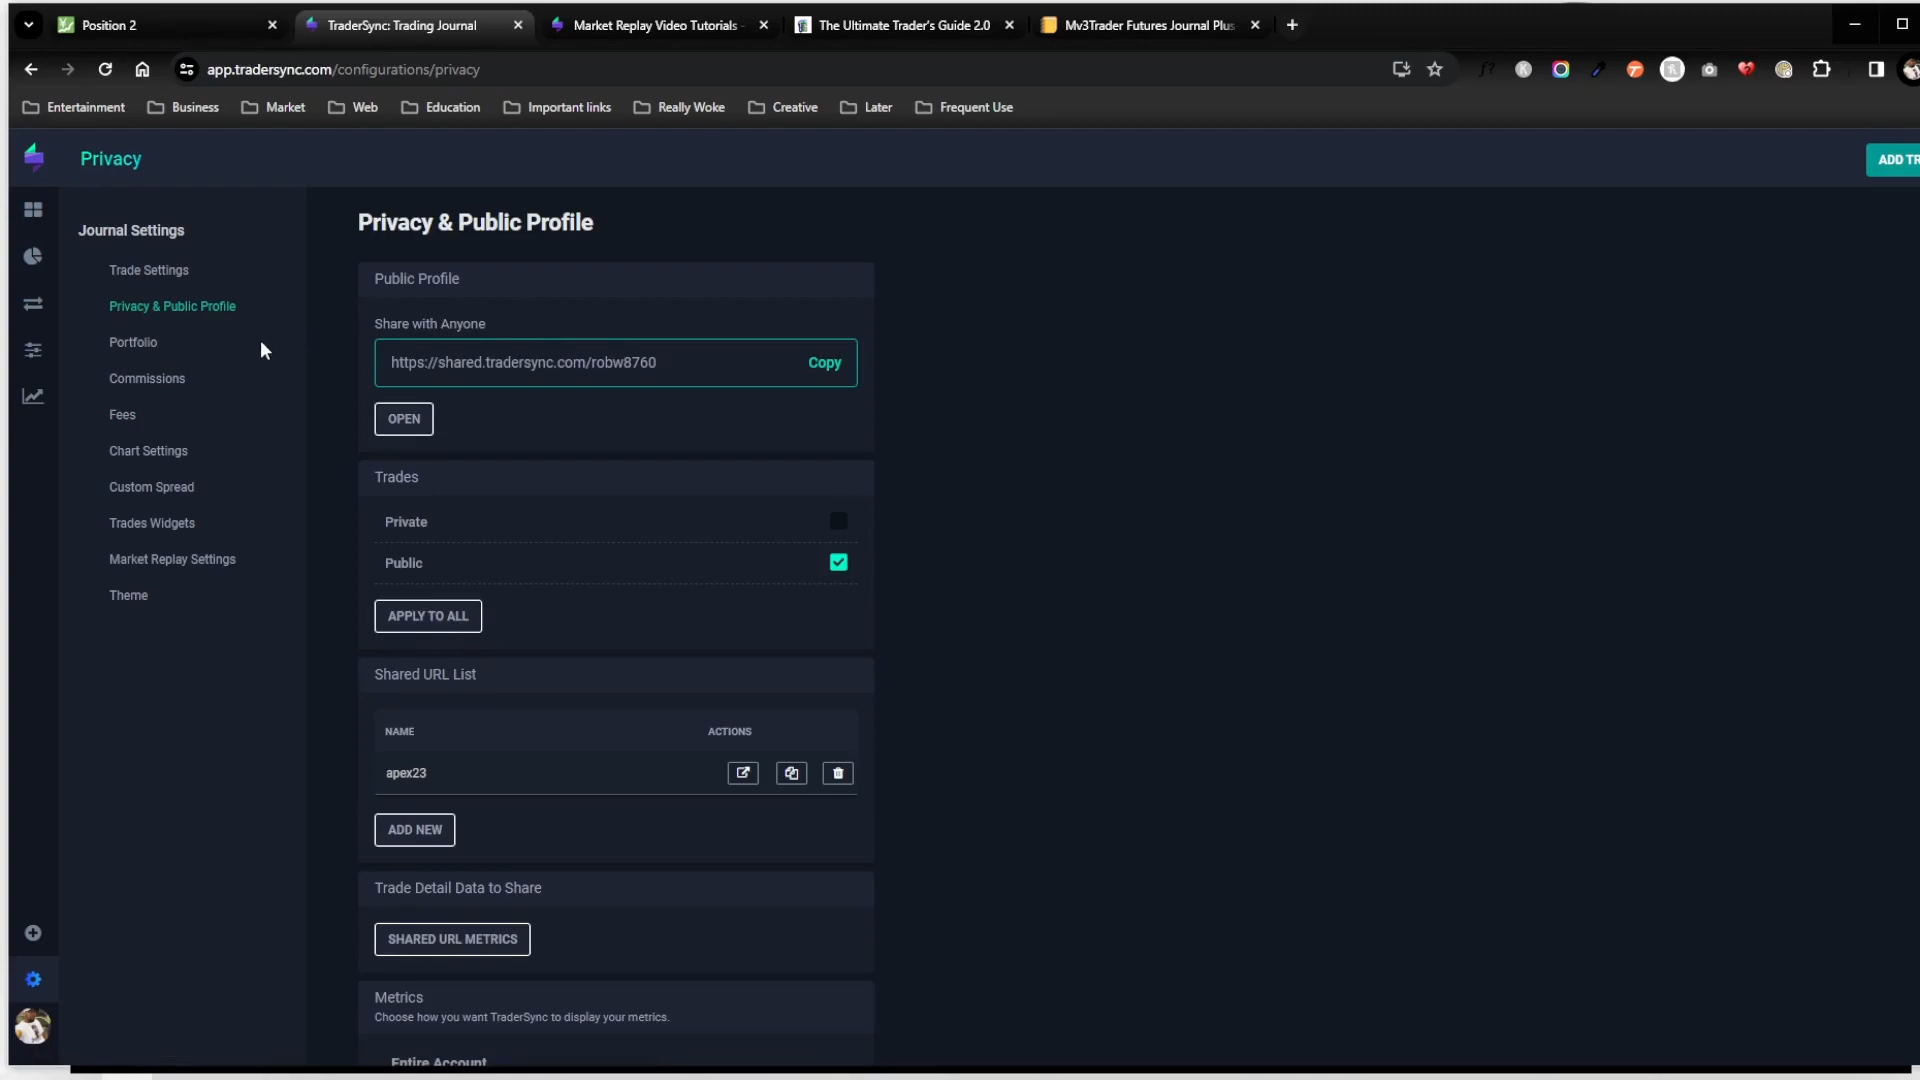 Position 2
TraderSync: Trading Journal
Market Replay Video Tutorials -
The Ultimate Trader's Guide 2.0
Mv3Trader Futures Journal Plus
app.tradersync.com/configurations/privacy
Entertainment
Business
Market
Web
Education
Important links
Really Woke
Creative
Later
Frequent Use
Privacy
ADD TR
Journal Settings
Trade Settings
Privacy & Public Profile
Portfolio
Commissions
Fees
Chart Settings
Custom Spread
Trades Widgets
Market Replay Settings
Theme
Privacy & Public Profile
Public Profile
Share with Anyone
https://shared.tradersync.com/robw8760
Copy
OPEN
Trades
Private
Public
APPLY TO ALL
Shared URL List
NAME
ACTIONS
apex23
ADD NEW
Trade Detail Data to Share
SHARED URL METRICS
Metrics
Choose how you want TraderSync to display your metrics.
Entire Account